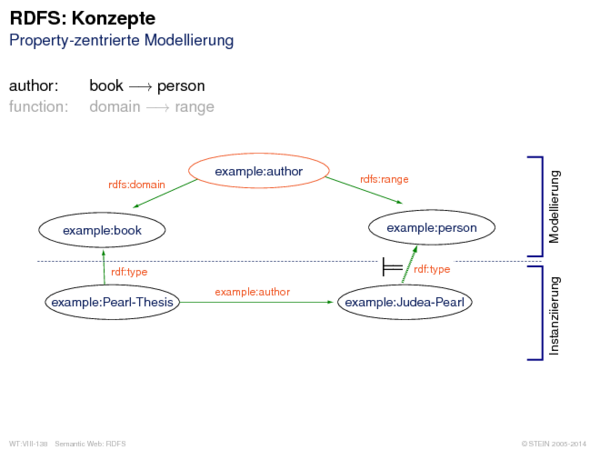 RDFS: Konzepte
Property-zentrierte Modellierung
author: book ⟶ person
function: domain ⟶ range
example:author
rdfs:domain
rdfs:range
example:book
example:person
rdf:type
rdf:type
example:Pearl-Thesis
example:author
example:Judea-Pearl
Modellierung
Instanziierung
WT:VIII-138 Semantic Web: RDFS
© STEIN 2005-2014